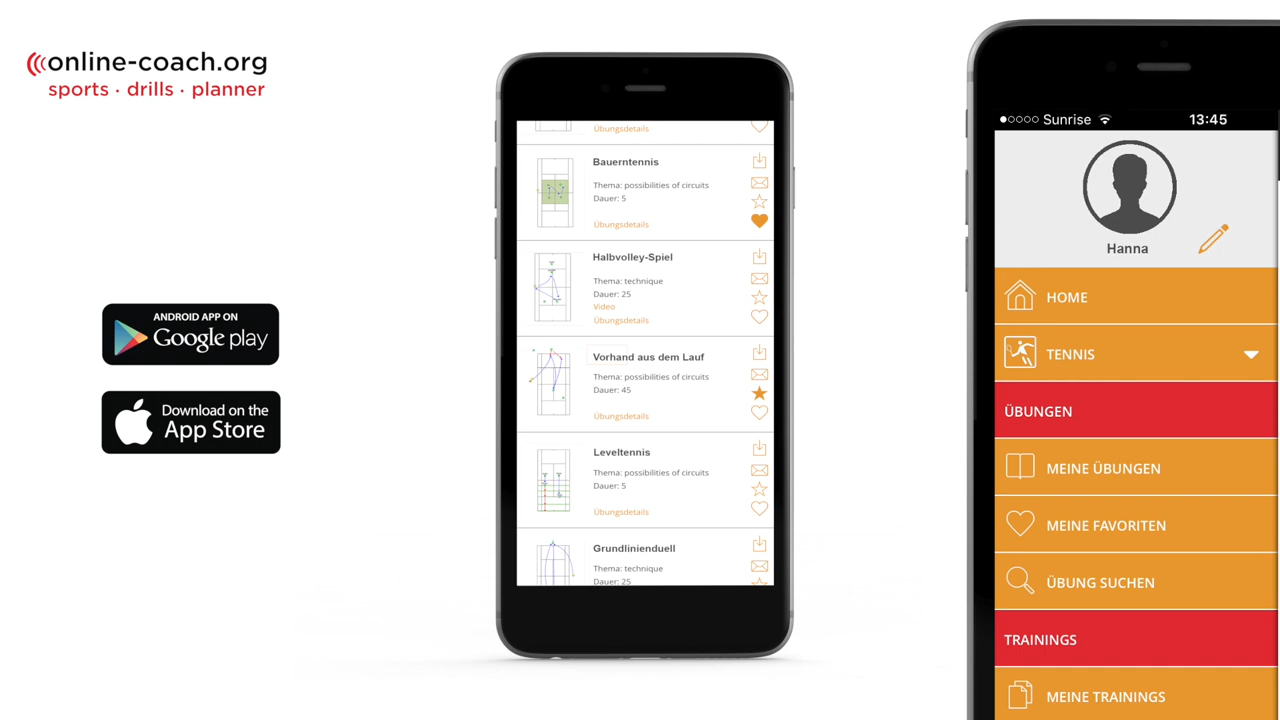 online-coach.org
sports · drills · planner
ANDROID APP ON
Google play
Download on the
App Store
Übungsdetails
Bauerntennis
Thema: possibilities of circuits
Dauer: 5
Übungsdetails
Halbvolley-Spiel
Thema: technique
Dauer: 25
Video
Übungsdetails
Vorhand aus dem Lauf
Thema: possibilities of circuits
Dauer: 45
Übungsdetails
Leveltennis
Thema: possibilities of circuits
Dauer: 5
Übungsdetails
Grundlinienduell
Thema: technique
Dauer: 25
Sunrise 13:45
Hanna
HOME
TENNIS
ÜBUNGEN
MEINE ÜBUNGEN
MEINE FAVORITEN
ÜBUNG SUCHEN
TRAININGS
MEINE TRAININGS